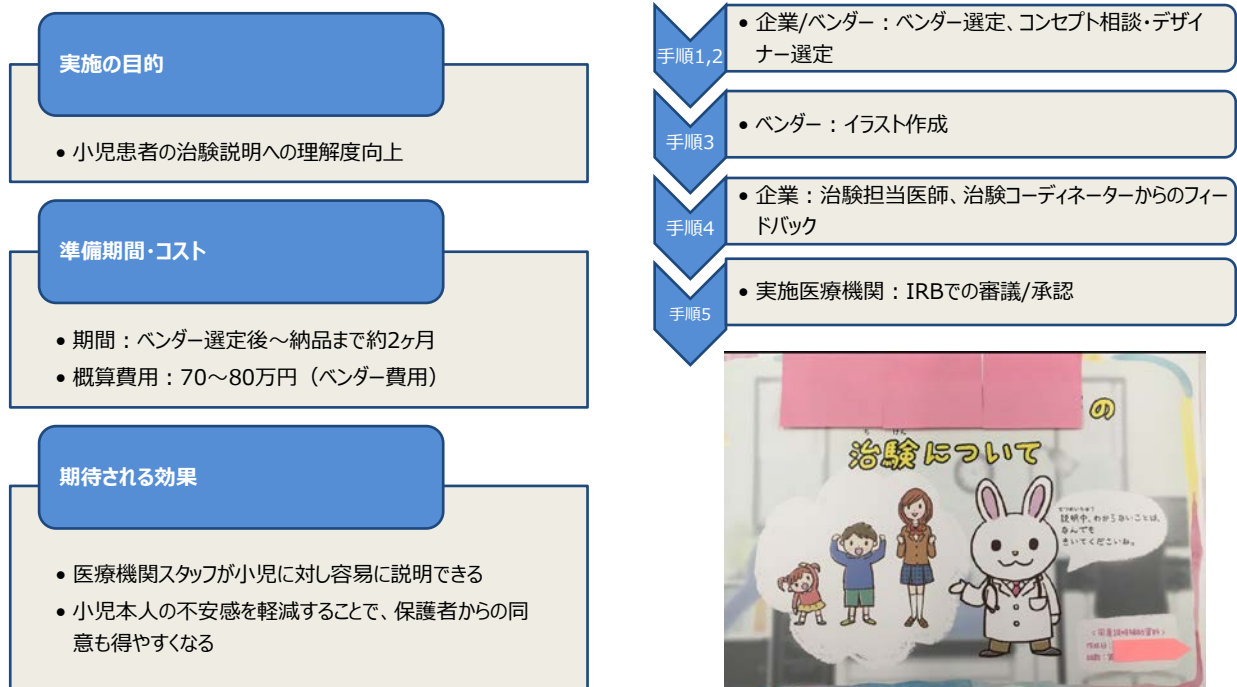 実施の目的
• 小児患者の治験説明への理解度向上
準備期間・コスト
• 期間：ベンダー選定後～納品まで約2ヶ月
• 概算費用：70～80万円（ベンダー費用）
期待される効果
• 医療機関スタッフが小児に対し容易に説明できる
• 小児本人の不安感を軽減することで、保護者からの同
意も得やすくなる
手順1,2
• 企業/ベンダー：ベンダー選定、コンセプト相談・デザイ
ナー選定
手順3
• ベンダー：イラスト作成
手順4
• 企業：治験担当医師、治験コーディネーターからのフィー
ドバック
手順5
• 実施医療機関：IRBでの審議/承認
の
ち けん
治験について
せつめいちゅう
説明中、わからないことは、
なんでも
きいてくださいね。